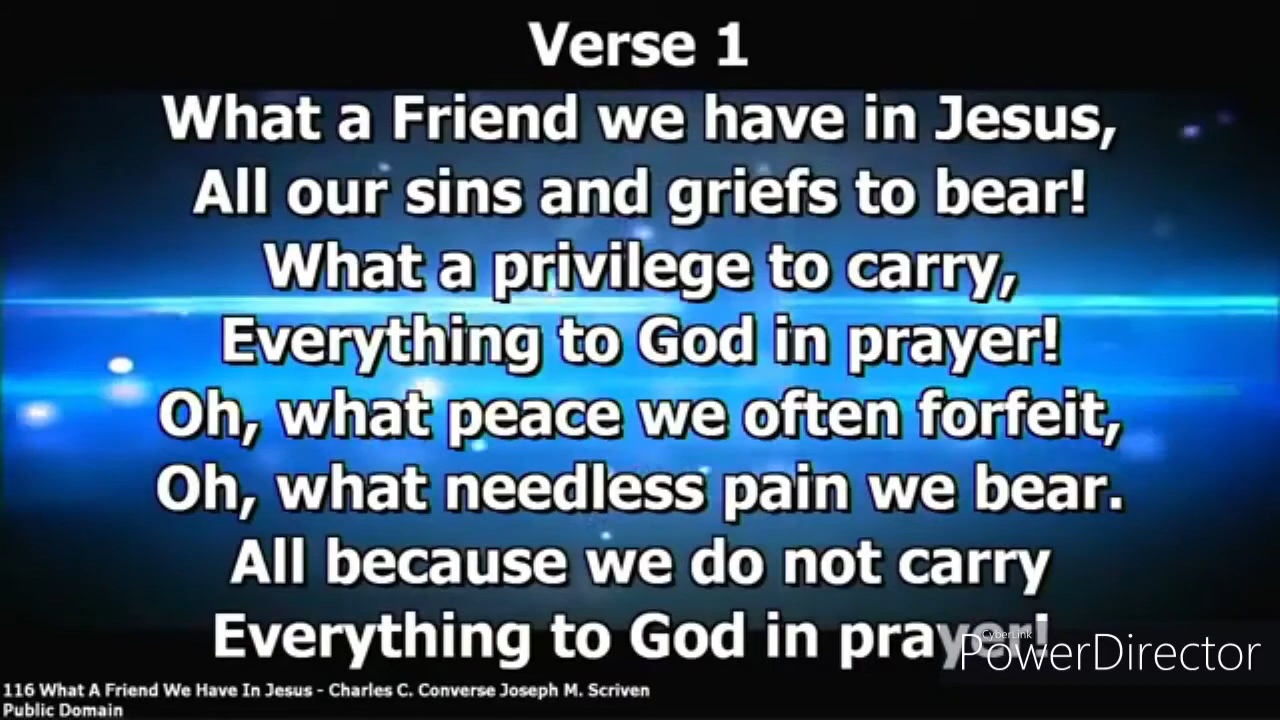 Verse 1
What a Friend we have in Jesus,
All our sins and griefs to bear!
What a privilege to carry,
Everything to God in prayer!
Oh, what peace we often forfeit,
Oh, what needless pain we bear.
All because we do not carry
Everything to God in prayer!
CyberLink
PowerDirector
116 What A Friend We Have In Jesus - Charles C. Converse Joseph M. Scriven
Public Domain